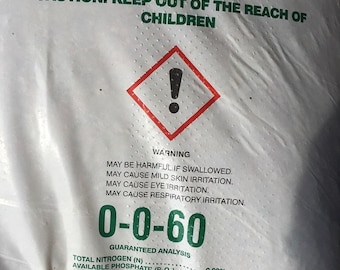 KEEP OUT OF THE REACH OF
CHILDREN
WARNING
MAY BE HARMFUL IF SWALLOWED.
MAY CAUSE MILD SKIN IRRITATION.
MAY CAUSE EYE IRRITATION.
MAY CAUSE RESPIRATORY IRRITATION.
0-0-60
GUARANTEED ANALYSIS
TOTAL NITROGEN (N)
AVAILABLE PHOSPHATE